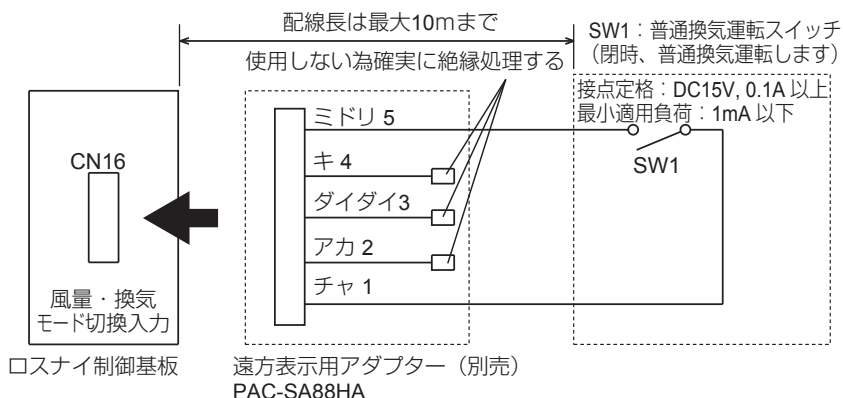 配線長は最大10mまで
SW1：普通換気運転スイッチ
（閉時、普通換気運転します）
使用しない為確実に絶縁処理する
接点定格：DC15V, 0.1A 以上
最小適用負荷：1mA 以下
ミドリ 5
SW1
キ 4
CN16
ダイダイ3
アカ 2
チャ 1
風量・換気
モード切換入力
ロスナイ制御基板
遠方表示用アダプター（別売）
PAC-SA88HA